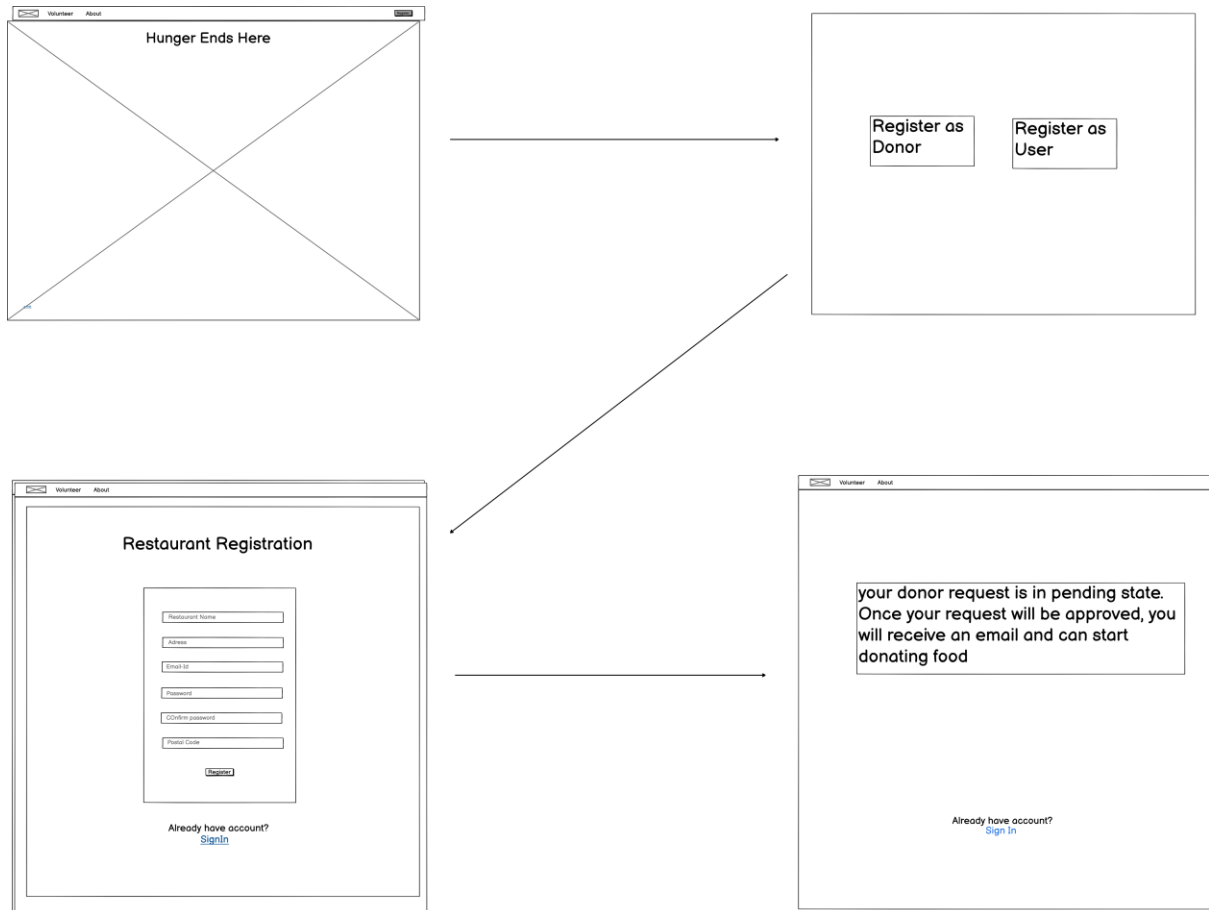 Volunteer About Register
Hunger Ends Here
Register as
Donor
Register as
User
Volunteer About
Restaurant Registration
Restaurant Name
Adress
Email-Id
Password
COnfirm password
Postal Code
Register
Already have account?
SignIn
Volunteer About
your donor request is in pending state.
Once your request will be approved, you
will receive an email and can start
donating food
Already have account?
Sign In